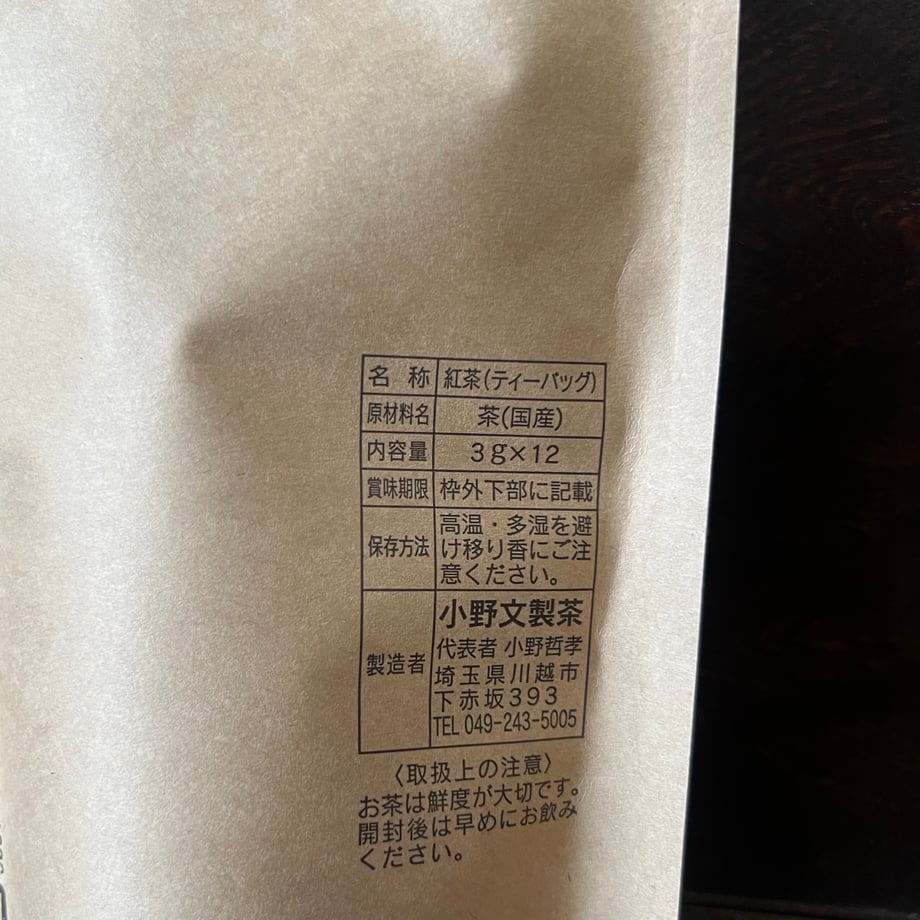 名称 紅茶(ティーバッグ)
原材料名 茶(国産)
内容量 3g×12
賞味期限 枠外下部に記載
保存方法 高温・多湿を避
け移り香にご注
意ください。
製造者 小野文製茶
代表者 小野哲孝
埼玉県川越市
下赤坂393
TEL 049-243-5005
〈取扱上の注意〉
お茶は鮮度が大切です。
開封後は早めにお飲み
ください。